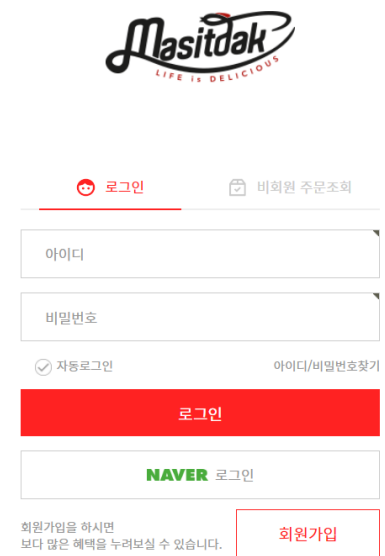 Masitdak
LIFE is DELICIOUS
로그인
비회원 주문조회
아이디
비밀번호
자동로그인
아이디/비밀번호찾기
로그인
NAVER 로그인
회원가입을 하시면
보다 많은 혜택을 누려보실 수 있습니다.
회원가입